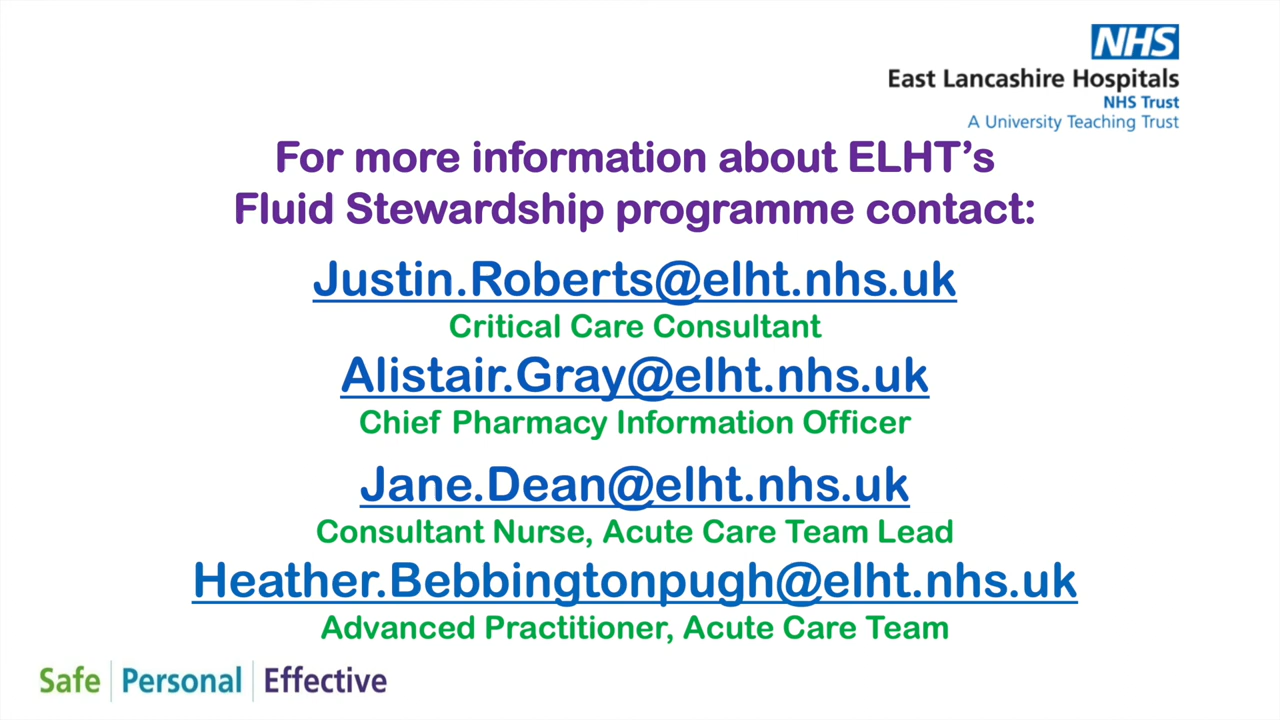 NHS
East Lancashire Hospitals
NHS Trust
A University Teaching Trust
For more information about ELHT’s
Fluid Stewardship programme contact:
Justin.Roberts@elht.nhs.uk
Critical Care Consultant
Alistair.Gray@elht.nhs.uk
Chief Pharmacy Information Officer
Jane.Dean@elht.nhs.uk
Consultant Nurse, Acute Care Team Lead
Heather.Bebbingtonpugh@elht.nhs.uk
Advanced Practitioner, Acute Care Team
Safe Personal Effective